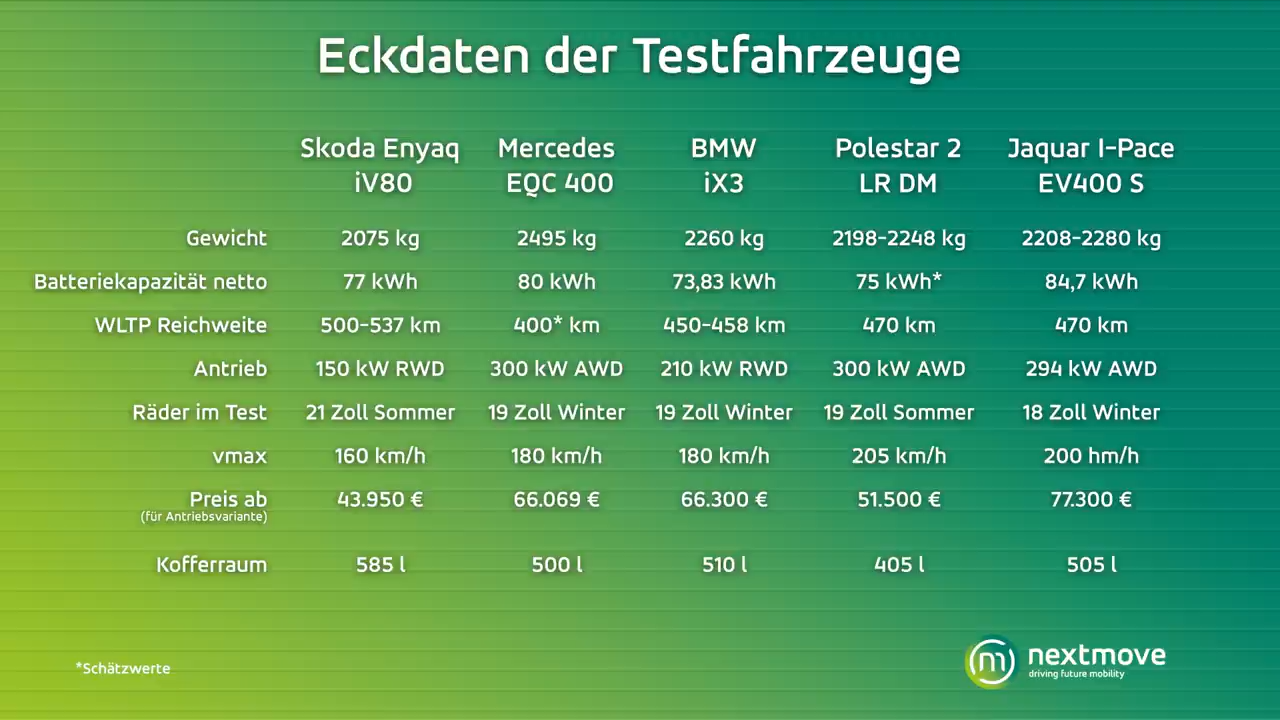 Eckdaten der Testfahrzeuge
Skoda Enyaq iV80 Mercedes EQC 400 BMW iX3 Polestar 2 LR DM Jaquar I-Pace EV400 S
Gewicht 2075 kg 2495 kg 2260 kg 2198-2248 kg 2208-2280 kg
Batteriekapazität netto 77 kWh 80 kWh 73,83 kWh 75 kWh* 84,7 kWh
WLTP Reichweite 500-537 km 400* km 450-458 km 470 km 470 km
Antrieb 150 kW RWD 300 kW AWD 210 kW RWD 300 kW AWD 294 kW AWD
Räder im Test 21 Zoll Sommer 19 Zoll Winter 19 Zoll Winter 19 Zoll Sommer 18 Zoll Winter
vmax 160 km/h 180 km/h 180 km/h 205 km/h 200 hm/h
Preis ab 43.950 € 66.069 € 66.300 € 51.500 € 77.300 €
(für Antriebsvariante)
Kofferraum 585 l 500 l 510 l 405 l 505 l
*Schätzwerte
nextmove
driving future mobility